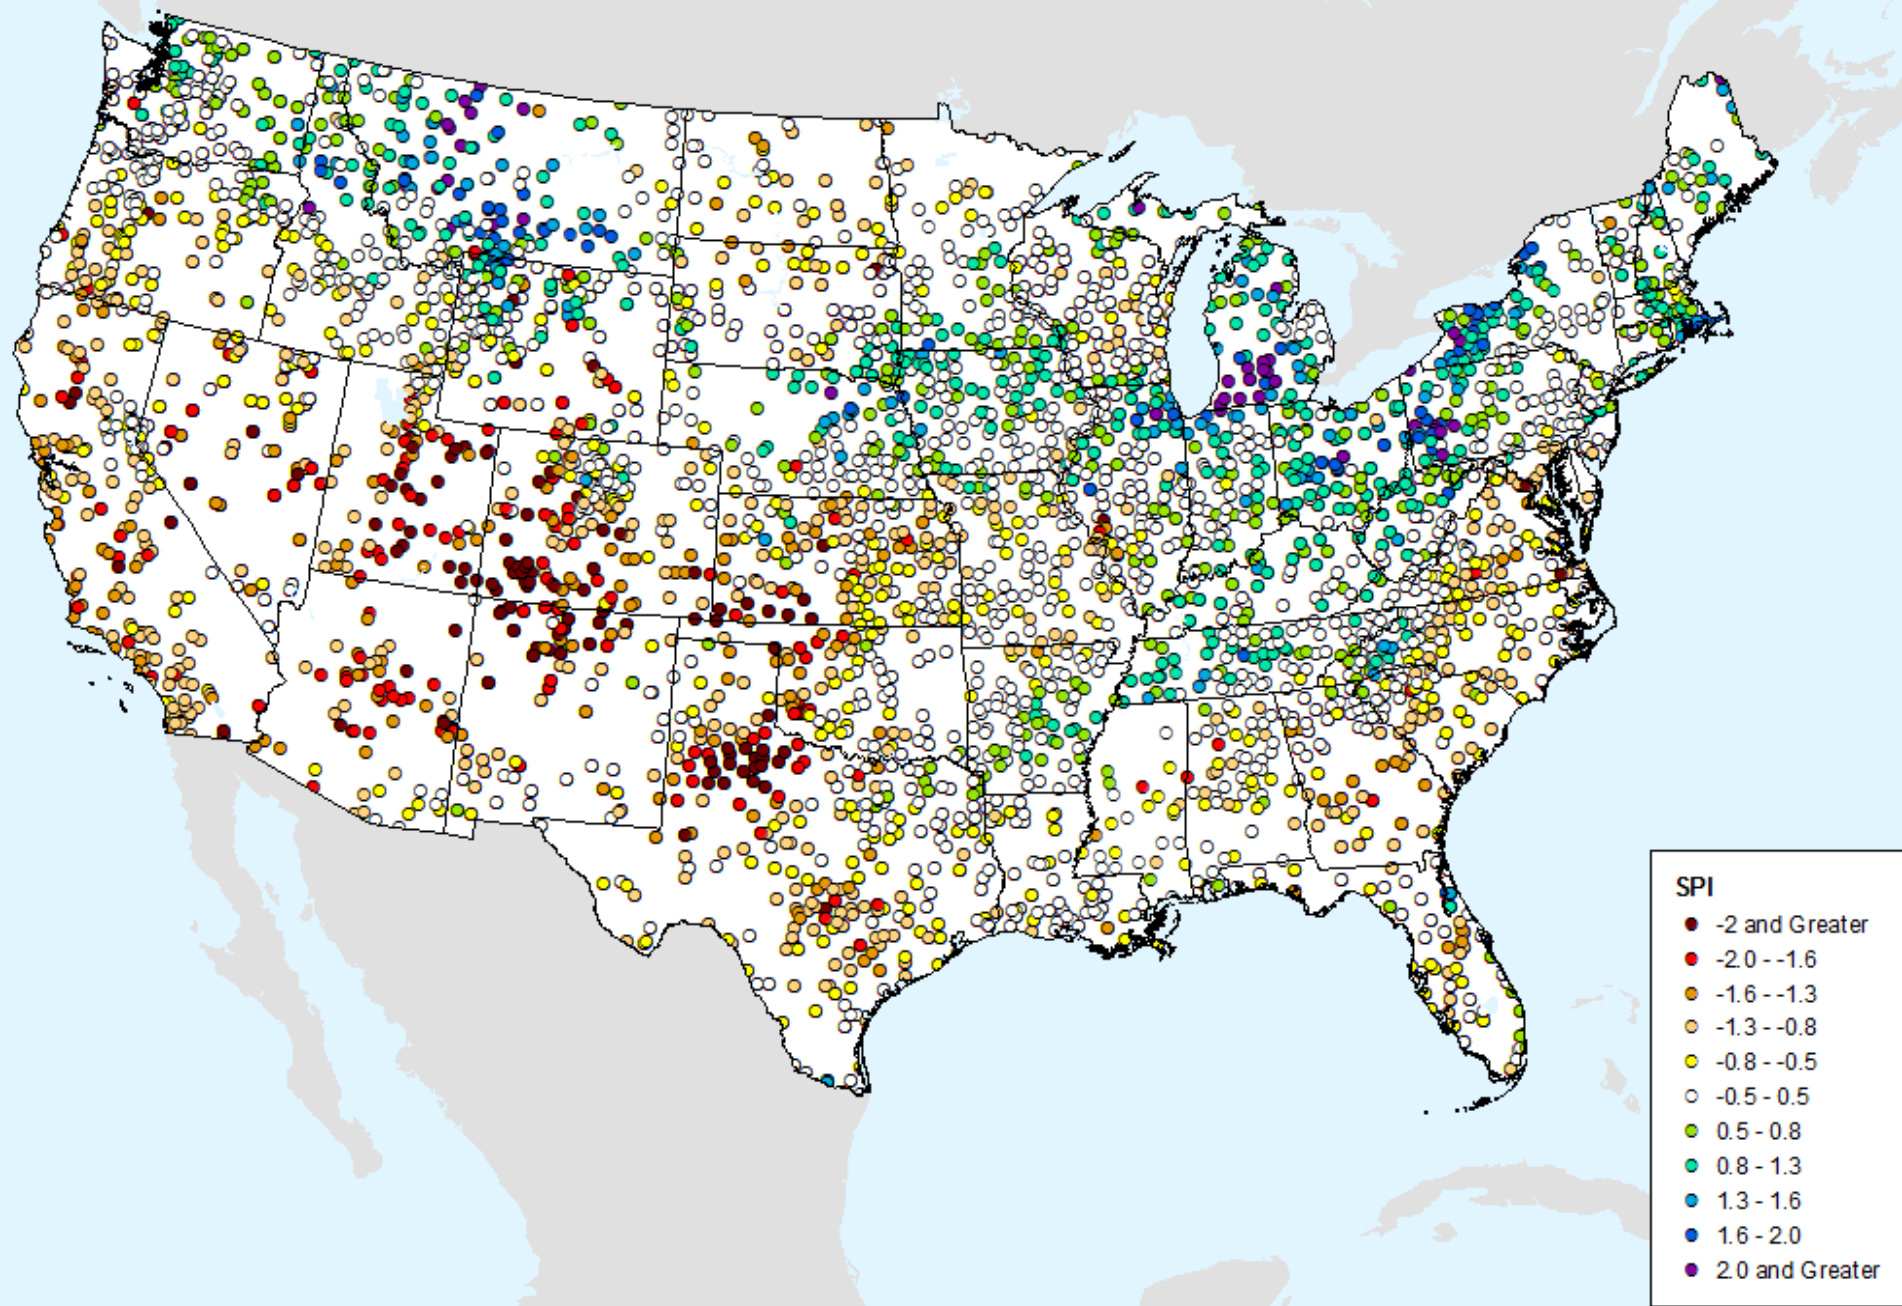 SPI
-2 and Greater
-2.0 - -1.6
-1.6 - -1.3
-1.3 - -0.8
-0.8 - -0.5
-0.5 - 0.5
0.5 - 0.8
0.8 - 1.3
1.3 - 1.6
1.6 - 2.0
2.0 and Greater